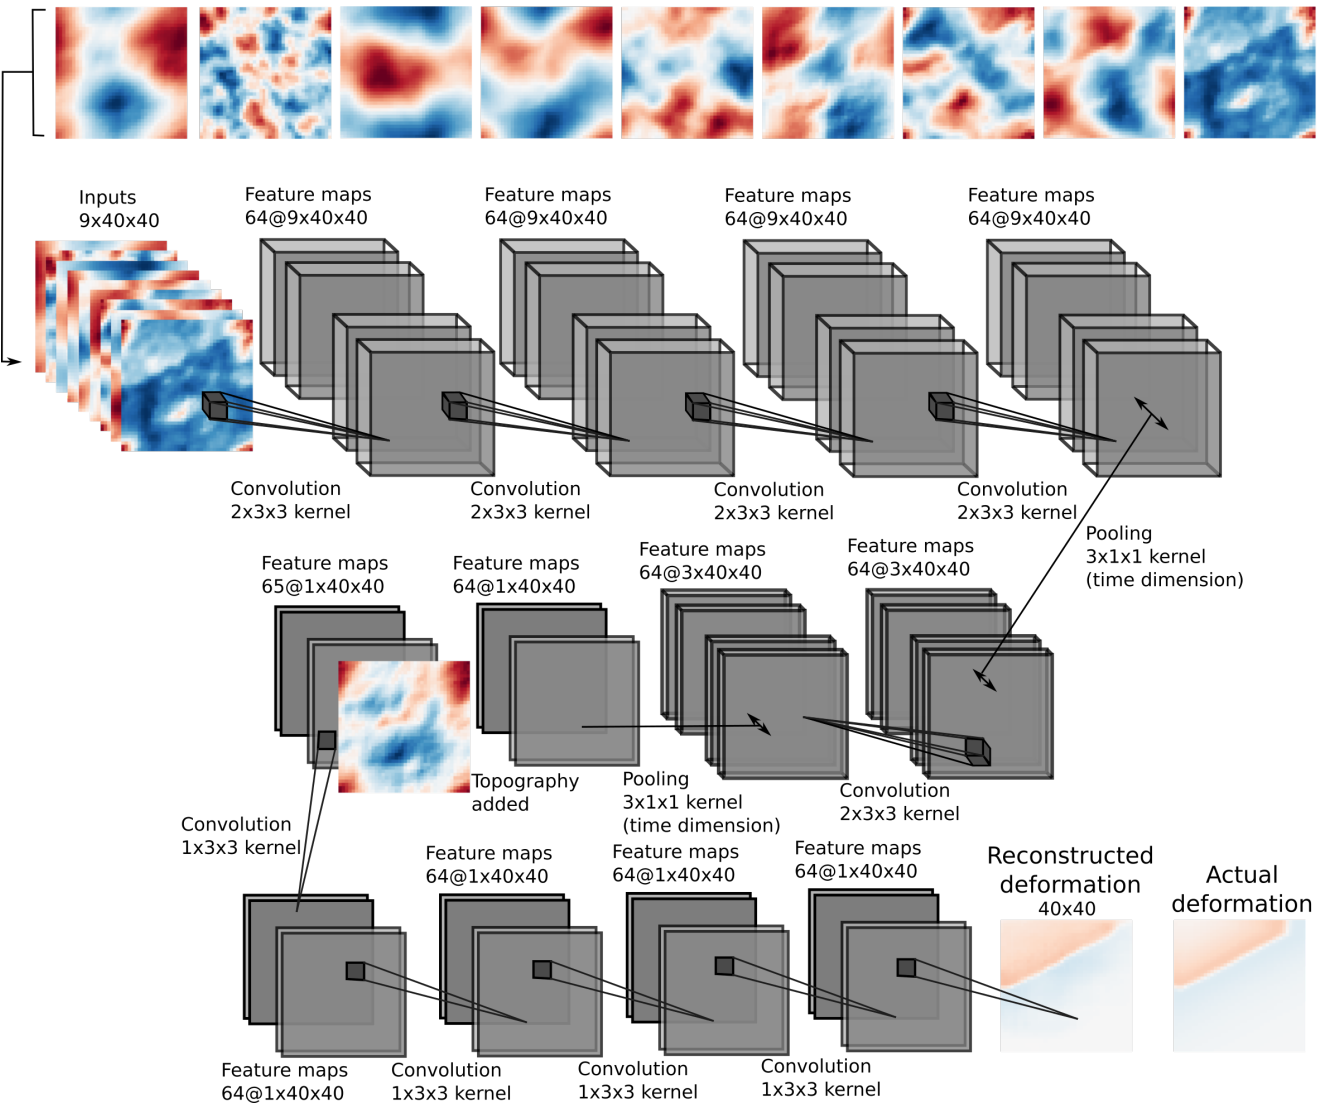 Inputs
9x40x40
Feature maps
64@9x40x40
Feature maps
64@9x40x40
Feature maps
64@9x40x40
Feature maps
64@9x40x40
Convolution
2x3x3 kernel
Convolution
2x3x3 kernel
Convolution
2x3x3 kernel
Convolution
2x3x3 kernel
Pooling
3x1x1 kernel
(time dimension)
Feature maps
65@1x40x40
Feature maps
64@1x40x40
Feature maps
64@3x40x40
Feature maps
64@3x40x40
Topography
added
Pooling
3x1x1 kernel
(time dimension)
Convolution
2x3x3 kernel
Convolution
1x3x3 kernel
Feature maps
64@1x40x40
Feature maps
64@1x40x40
Feature maps
64@1x40x40
Reconstructed
deformation
40x40
Actual
deformation
Feature maps
64@1x40x40
Convolution
1x3x3 kernel
Convolution
1x3x3 kernel
Convolution
1x3x3 kernel